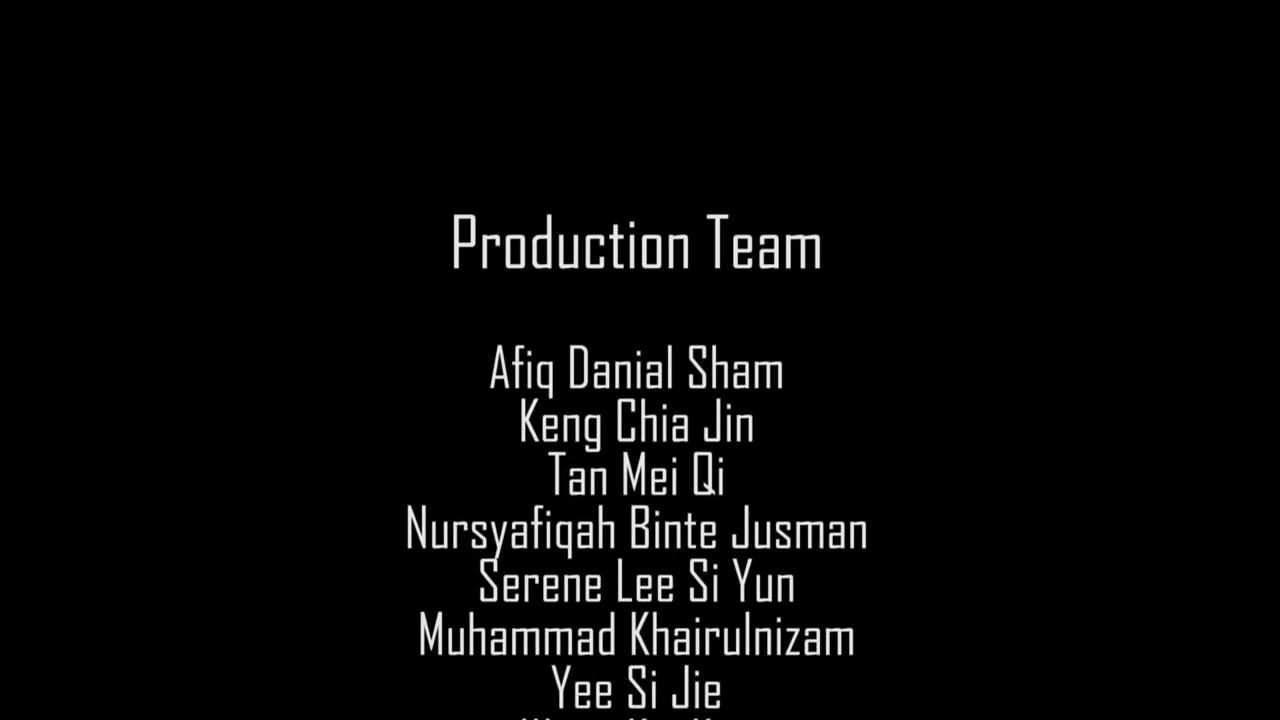 Production Team
Afiq Danial Sham
Keng Chia Jin
Tan Mei Qi
Nursyafiqah Binte Jusman
Serene Lee Si Yun
Muhammad Khairulnizam
Yee Si Jie